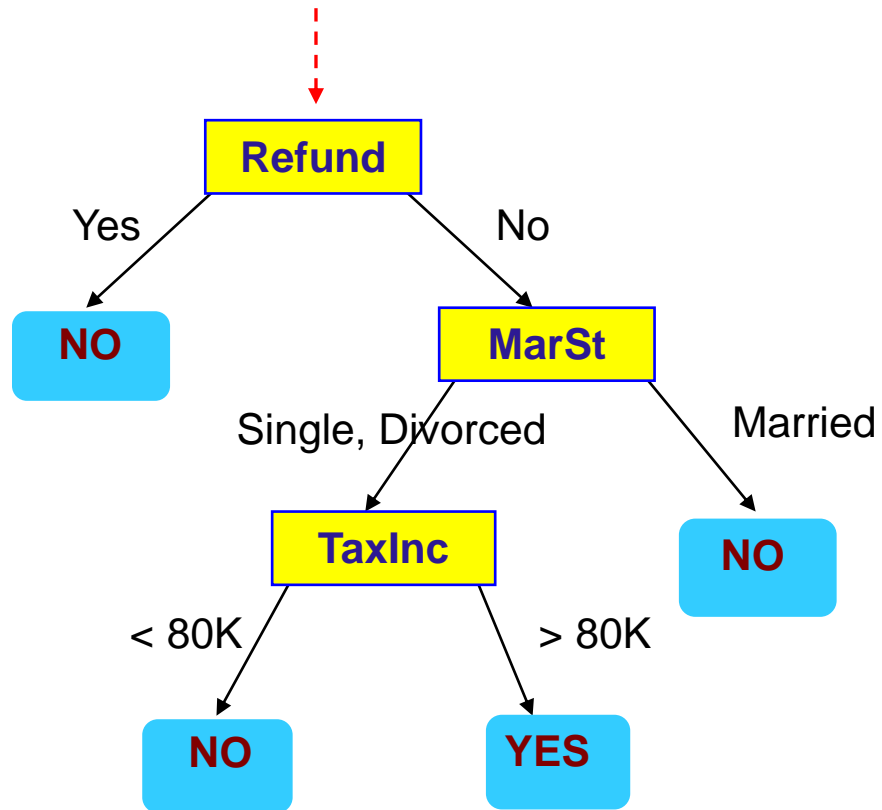 Refund
Yes
No
NO
MarSt
Single, Divorced
Married
TaxInc
NO
< 80K
> 80K
NO
YES